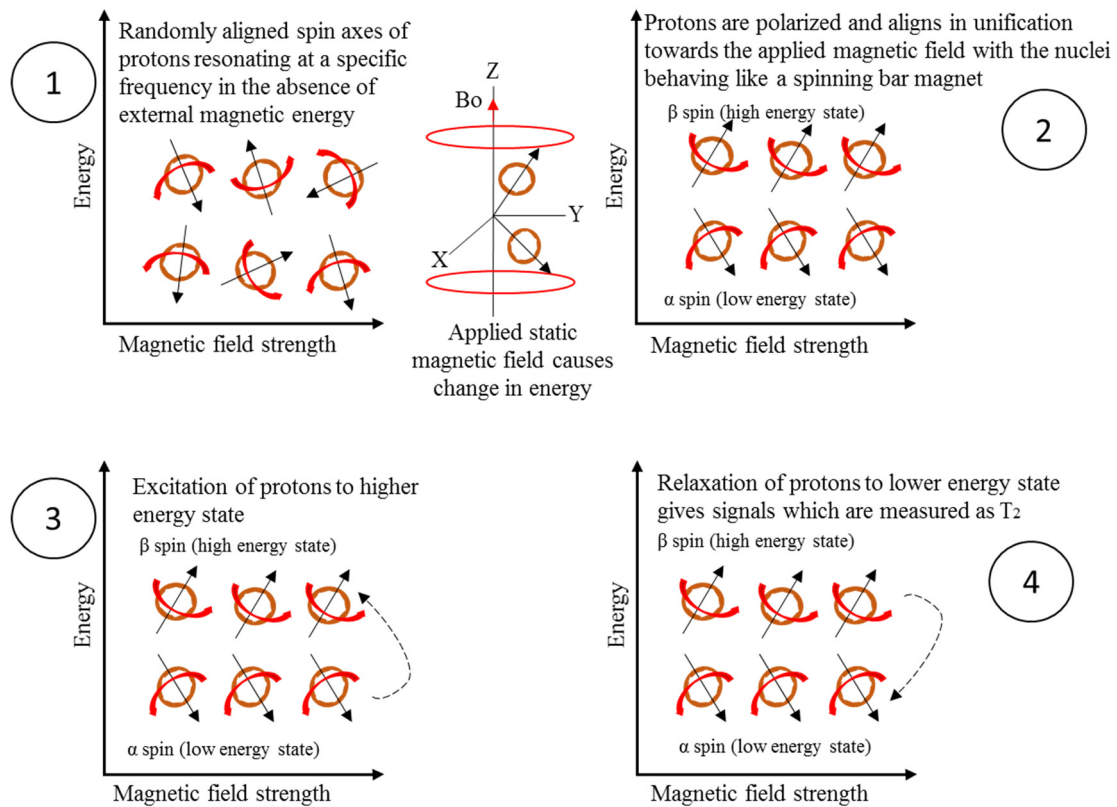 1
Randomly aligned spin axes of
protons resonating at a specific
frequency in the absence of
external magnetic energy
Energy
Magnetic field strength
Z
Bo
Y
X
Applied static
magnetic field causes
change in energy
Protons are polarized and aligns in unification
towards the applied magnetic field with the nuclei
behaving like a spinning bar magnet
2
β spin (high energy state)
Energy
α spin (low energy state)
Magnetic field strength
3
Excitation of protons to higher
energy state
β spin (high energy state)
Energy
α spin (low energy state)
Magnetic field strength
Relaxation of protons to lower energy state
gives signals which are measured as T2
β spin (high energy state)
4
Energy
α spin (low energy state)
Magnetic field strength